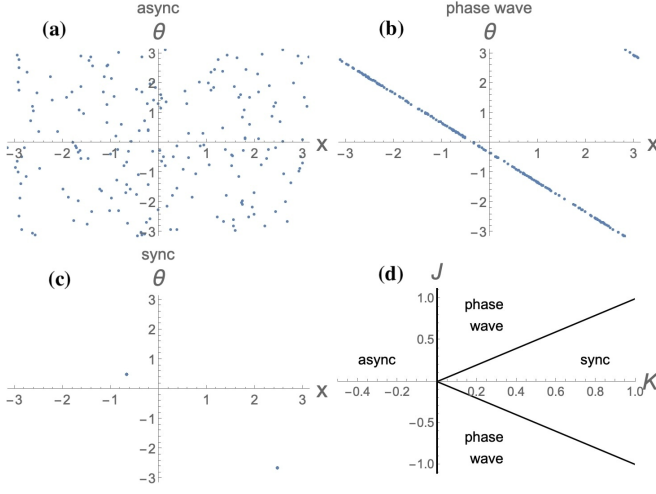 async
phase wave
(a)
θ
(b)
θ
3
2
1
−3 −2 −1 1 2 3 x
−1
−2
−3
3
2
1
−3 −2 −1 1 2 3 x
−1
−2
−3
sync
(c)
θ
(d)
J
3
2
1
−3 −2 −1 1 2 3 x
−1
−2
−3
1.0
0.5
−0.4 −0.2 0.2 0.4 0.6 0.8 1.0 K
−0.5
−1.0
phase
wave
async
sync
phase
wave